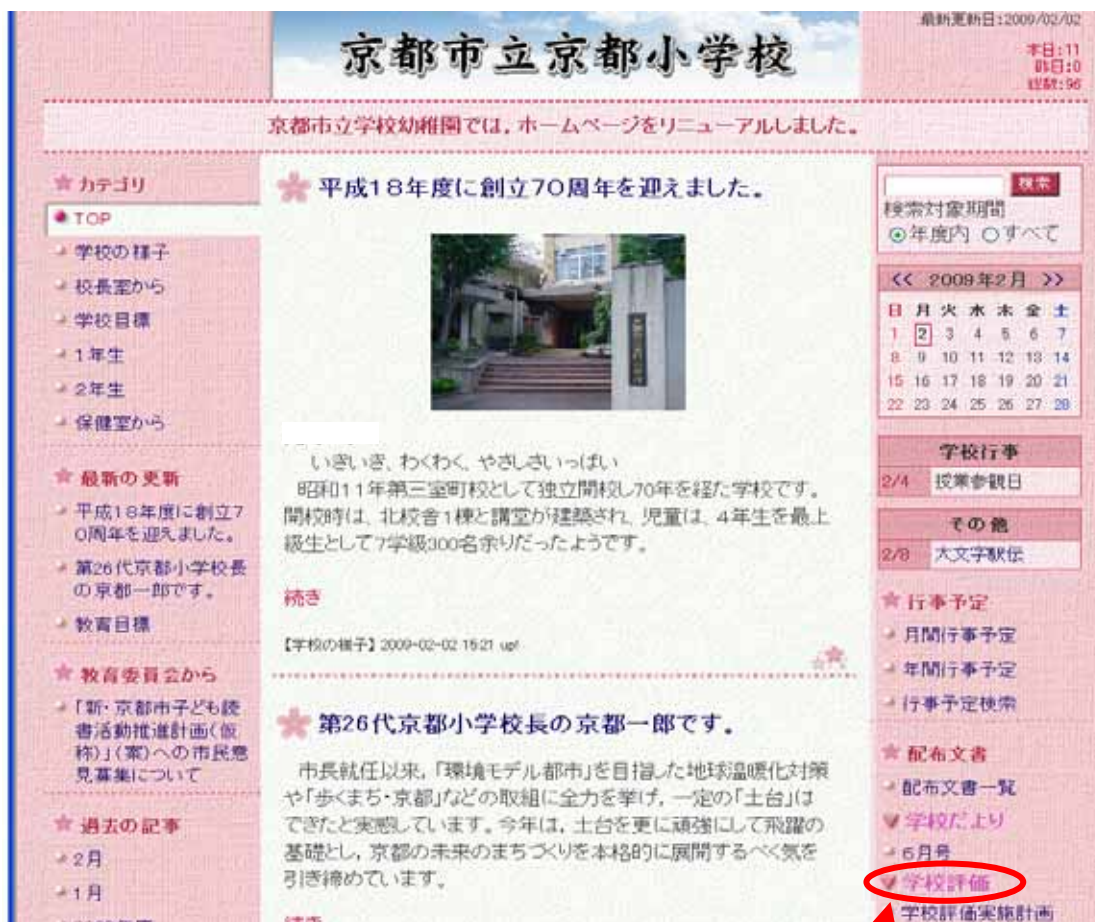 最新更新日:2009/02/02
京都市立京都小学校
本日:11
昨日:0
総数:96
京都市立学校幼稚園では，ホームページをリニューアルしました。
カテゴリ
TOP
学校の様子
校長室から
学校目標
1年生
2年生
保健室から
最新の更新
平成18年度に創立7
0周年を迎えました。
第26代京都小学校長
の京都一郎です。
教育目標
教育委員会から
「新・京都市子ども読
書活動推進計画(仮
称)」(案)への市民意
見募集について
過去の記事
2月
1月
平成18年度に創立70周年を迎えました。
いきいき、わくわく、やさしさいっぱい
昭和11年第三室町校として独立開校し70年を経た学校です。
開校時は、北校舎1棟と講堂が建築され、児童は、4年生を最上
級生として7学級300名余りだったようです。
続き
【学校の様子】 2009-02-02 15:21 up!
第26代京都小学校長の京都一郎です。
市長就任以来，「環境モデル都市」を目指した地球温暖化対策
や「歩くまち・京都」などの取組に全力を挙げ，一定の「土台」は
できたと実感しています。今年は，土台を更に頑強にして飛躍の
基礎とし，京都の未来のまちづくりを本格的に展開するべく気を
引き締めています。
続き
検索
検索対象期間
年度内 すべて
<< 2009年2月 >>
日 月 火 水 木 金 土
1 2 3 4 5 6 7
8 9 10 11 12 13 14
15 16 17 18 19 20 21
22 23 24 25 26 27 28
学校行事
2/4 授業参観日
その他
2/8 大文字駅伝
行事予定
月間行事予定
年間行事予定
行事予定検索
配布文書
配布文書一覧
学校だより
6月号
学校評価
学校評価実施計画